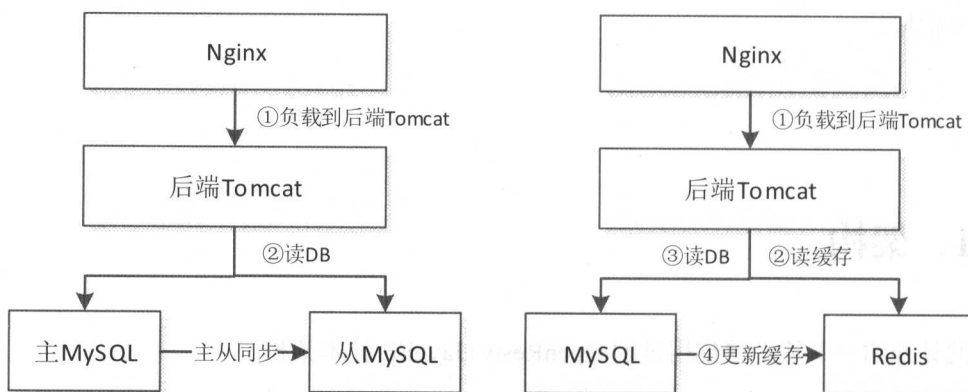 Nginx
①负载到后端Tomcat
后端Tomcat
②读DB
主MySQL
主从同步
从MySQL
Nginx
①负载到后端Tomcat
后端Tomcat
③读DB
②读缓存
MySQL
④更新缓存
Redis